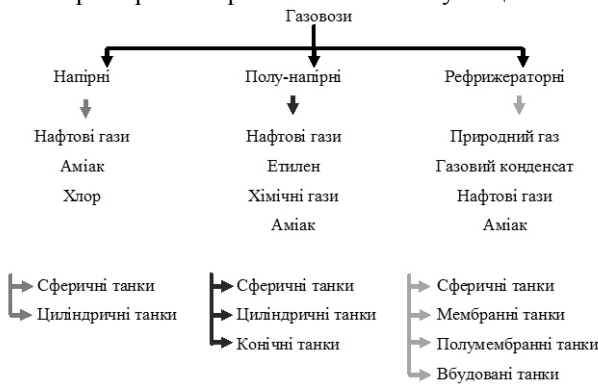 Газовози
Напірні
Полу-напірні
Рефрижераторні
Нафтові гази
Аміак
Хлор
Нафтові гази
Етилен
Хімічні гази
Аміак
Природний газ
Газовий конденсат
Нафтові гази
Аміак
Сферичні танки
Циліндричні танки
Сферичні танки
Циліндричні танки
Конічні танки
Сферичні танки
Мембранні танки
Полумембранні танки
Вбудовані танки